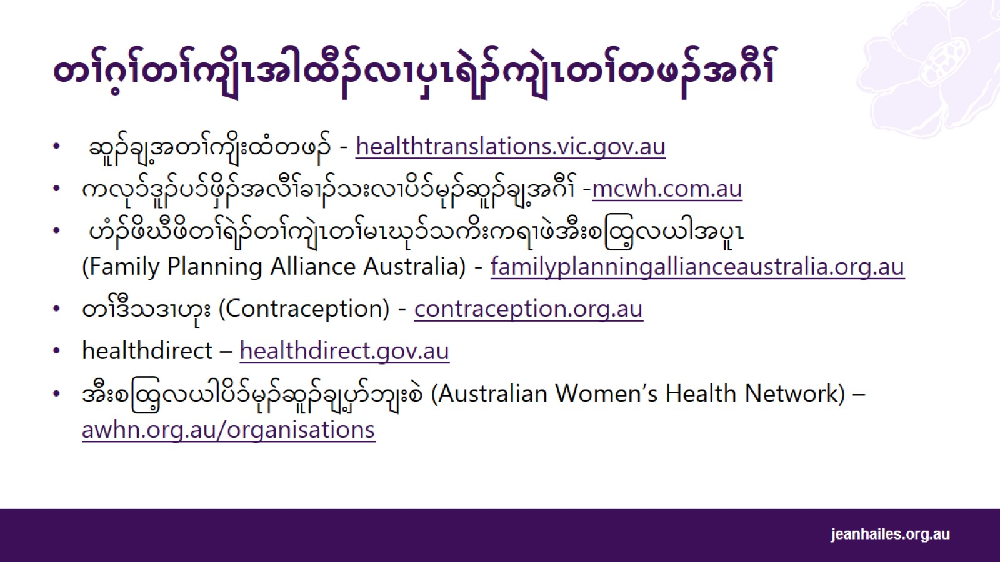 တၢ်ဂ့ၢ်တၢ်ကျိၤအါထီၣ်လၢပှၤရဲၣ်ကျဲၤတၢ်တဖၣ်အဂီၢ်
• ဆူၣ်ချ့အတၢ်ကျိးထံတဖၣ် - healthtranslations.vic.gov.au
• ကလုာ်ဒူၣ်ပာ်ဖှိၣ်အလီၢ်ခၢၣ်သးလၢပိာ်မုၣ်ဆူၣ်ချ့အဂီၢ် -mcwh.com.au
• ဟံၣ်ဖိဃီဖိတၢ်ရဲၣ်တၢ်ကျဲၤတၢ်မၤဃုာ်သကိးကရၢဖဲအီးစထြ့လယါအပူၤ
(Family Planning Alliance Australia) - familyplanningallianceaustralia.org.au
• တၢ်ဒီသဒၢဟုး (Contraception) - contraception.org.au
• healthdirect – healthdirect.gov.au
• အီးစထြ့လယါပိာ်မုၣ်ဆူၣ်ချ့ပှာ်ဘျးစဲ (Australian Women’s Health Network) –
awhn.org.au/organisations
jeanhailes.org.au